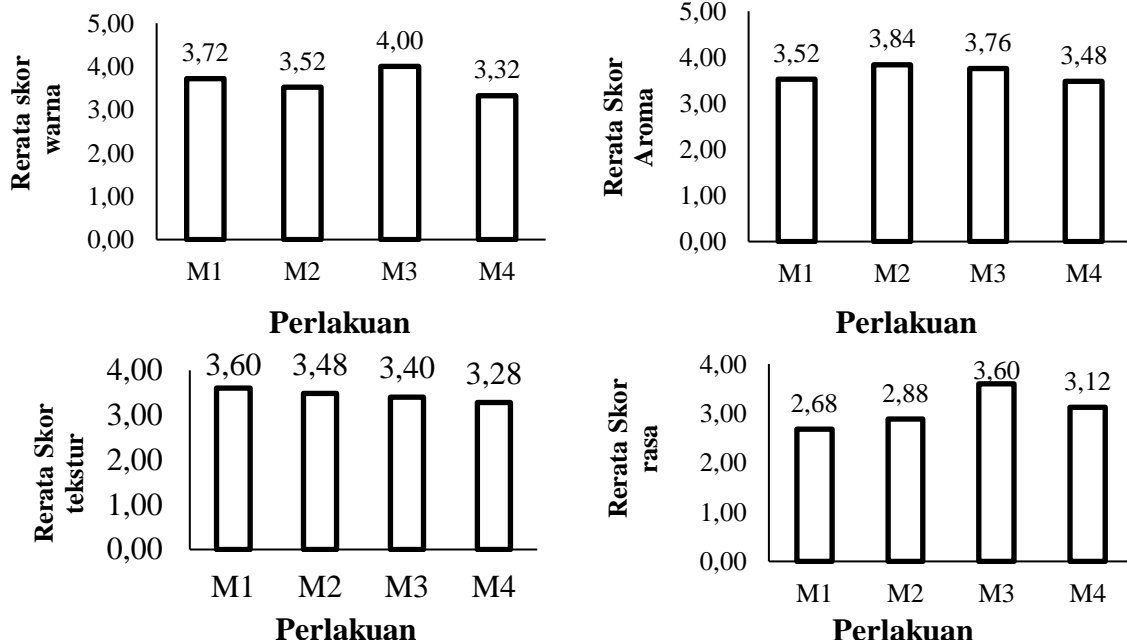 Rerata skor
warna
5,00
4,00
3,00
2,00
1,00
0,00
3,72
3,52
4,00
3,32
M1 M2 M3 M4
Perlakuan
Rerata Skor
Aroma
5,00
4,00
3,00
2,00
1,00
0,00
3,52
3,84
3,76
3,48
M1 M2 M3 M4
Perlakuan
Rerata Skor
tekstur
4,00
3,00
2,00
1,00
0,00
3,60
3,48
3,40
3,28
M1 M2 M3 M4
Perlakuan
Rerata Skor
rasa
4,00
3,00
2,00
1,00
0,00
2,68
2,88
3,60
3,12
M1 M2 M3 M4
Perlakuan